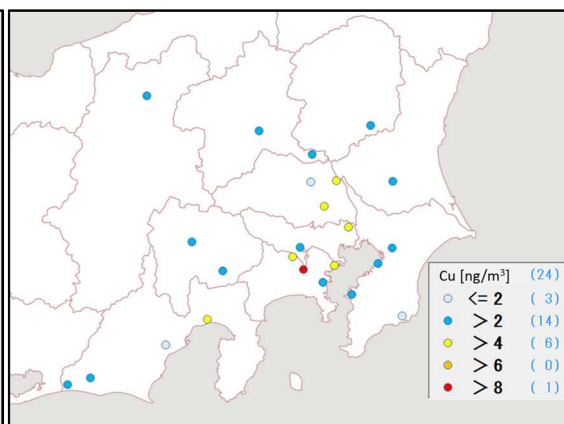 Cu [ng/m³] (24)
<= 2 ( 3)
> 2 (14)
> 4 ( 6)
> 6 ( 0)
> 8 ( 1)